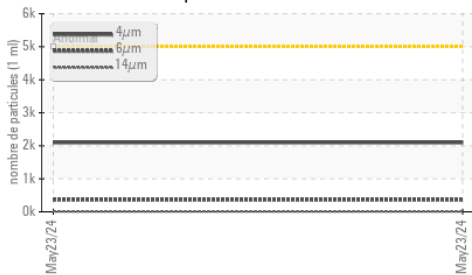 6k
5k
4k
3k
2k
1k
0k
nombre de particules (1 ml)
4μm
6μm
14μm
May23/24
May23/24